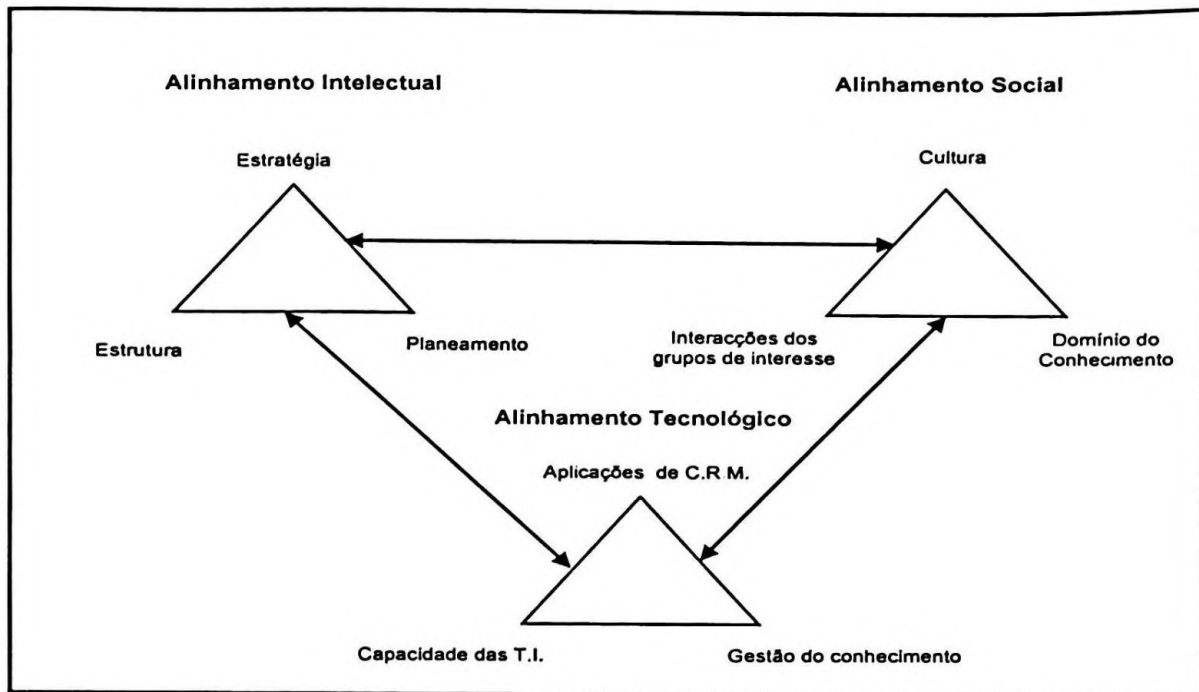 Alinhamento Intelectual
Alinhamento Social
Estratégia
Cultura
Estrutura
Planeamento
Interacções dos
grupos de interesse
Domínio do
Conhecimento
Alinhamento Tecnológico
Aplicações de C.R.M.
Capacidade das T.I.
Gestão do conhecimento